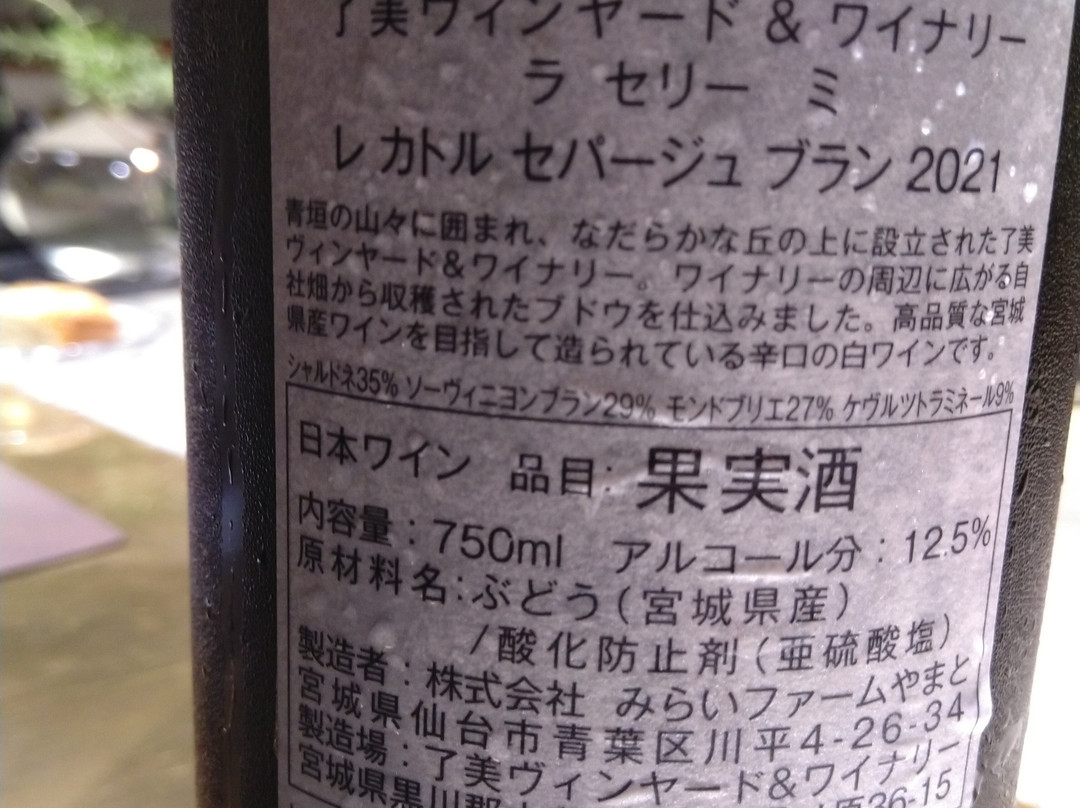 了美ヴィンヤード & ワイナリー
ラ セリー ミ
レ カトル セパージュ ブラン 2021
青垣の山々に囲まれ、なだらかな丘の上に設立された了美
ヴィンヤード&ワイナリー。ワイナリーの周辺に広がる自
社畑から収穫されたブドウを仕込みました。高品質な宮城
県産ワインを目指して造られている辛口の白ワインです。
シャルドネ35% ソーヴィニヨンブラン29% モンドブリエ27% ケヴルツトラミネール9%
日本ワイン 品目: 果実酒
内容量:750ml アルコール分:12.5%
原材料名:ぶどう(宮城県産)
/酸化防止剤(亜硫酸塩)
製造者:株式会社 みらいファームやまと
宮城県仙台市青葉区川平4-26-34
製造場:了美ヴィンヤード&ワイナリー
宮城県黒川郡 26-15